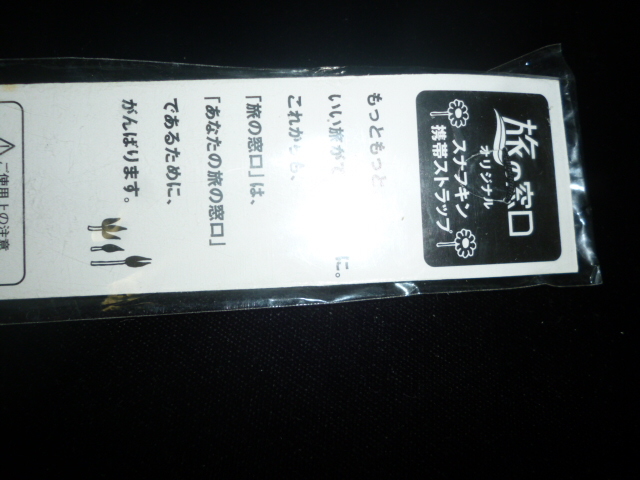 旅の窓口
オリジナル
スナフキン
携帯ストラップ
もっともっと
いい旅がで に。
これからも、
「旅の窓口」は、
「あなたの旅の窓口」
であるために、
がんばります。
ご使用上の注意